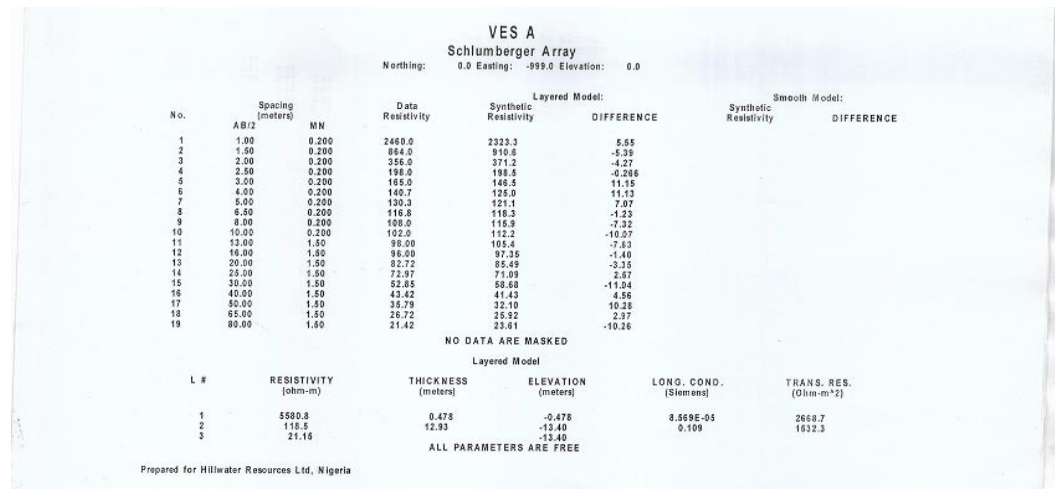 VES A
Schlumberger Array
Northing: 0.0 Easting: -999.0 Elevation: 0.0
Layered Model: Smooth Model:
No. Spacing (meters) Data Resistivity Synthetic Resistivity DIFFERENCE Synthetic Resistivity DIFFERENCE
AB/2 MN
1 1.00 0.200 2460.0 2323.3 5.55
2 1.50 0.200 864.0 910.6 -5.39
3 2.00 0.200 356.0 371.2 -4.27
4 2.50 0.200 198.0 198.5 -0.266
5 3.00 0.200 165.0 146.5 11.15
6 4.00 0.200 140.7 125.0 11.13
7 5.00 0.200 130.3 121.1 7.07
8 6.50 0.200 116.8 118.3 -1.23
9 8.00 0.200 108.0 115.9 -7.32
10 10.00 0.200 102.0 112.2 -10.07
11 13.00 1.50 98.00 105.4 -7.63
12 16.00 1.50 96.00 97.35 -1.40
13 20.00 1.50 82.72 85.49 -3.35
14 25.00 1.50 72.97 71.09 2.57
15 30.00 1.50 52.85 58.68 -11.04
16 40.00 1.50 43.42 41.43 4.56
17 50.00 1.50 35.79 32.10 10.28
18 65.00 1.50 26.72 25.92 2.97
19 80.00 1.50 21.42 23.61 -10.26
NO DATA ARE MASKED
Layered Model
L # RESISTIVITY THICKNESS ELEVATION LONG. COND. TRANS. RES.
(ohm-m) (meters) (meters) (Siemens) (Ohm-m^2)
1 5580.8 0.478 -0.478 8.569E-05 2668.7
2 118.5 12.93 -13.40 0.109 1532.3
3 21.15 -13.40
ALL PARAMETERS ARE FREE
Prepared for Hillwater Resources Ltd, Nigeria